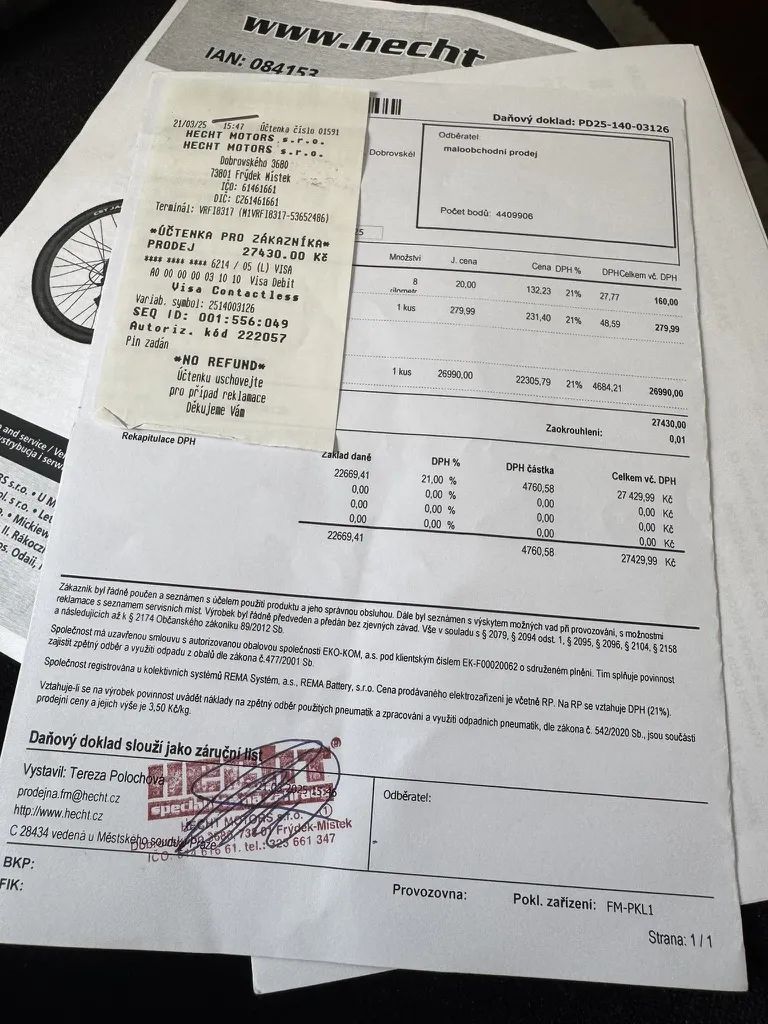 www.hecht
IAN: 084153
21/03/25 15:47 Účtenka číslo 01591
HECHT MOTORS s.r.o.
HECHT MOTORS s.r.o.
Dobrovského 3680
73801 Frýdek Místek
IČO: 61461661
DIČ: CZ61461661
Terminál: VRFI8317 (M1VRFI8317-53652486)
*ÚČTENKA PRO ZÁKAZNÍKA*
PRODEJ 27430.00 Kč
**** **** **** 6214 / 05 (L) VISA
A0 00 00 00 03 10 10 Visa Debit
Visa Contactless
Variab. symbol: 2514003126
SEQ ID: 001:556:049
Autoriz. kód 222057
Pin zadán
*NO REFUND*
Účtenku uschovejte
pro případ reklamace
Děkujeme Vám
Daňový doklad: PD25-140-03126
Dobrovskél
Odběratel:
maloobchodní prodej
Počet bodů: 4409906
25
Množství J. cena Cena DPH % DPH Celkem vč. DPH
8 20,00 132,23 21% 27,77 160,00
1 kus 279,99 231,40 21% 48,59 279,99
1 kus 26990,00 22305,79 21% 4684,21 26990,00
27430,00
Zaokrouhlení: 0,01
Rekapitulace DPH
Základ daně DPH % DPH částka Celkem vč. DPH
22669,41 21,00 % 4760,58 27 429,99 Kč
0,00 0,00 % 0,00 0,00 Kč
0,00 0,00 % 0,00 0,00 Kč
0,00 0,00 % 0,00 0,00 Kč
22669,41 4760,58 27429,99 Kč
Zákazník byl řádně poučen a seznámen s účelem použití produktu a jeho správnou obsluhou. Dále byl seznámen s výskytem možných vad při provozování, s možností
reklamace s seznamem servisních míst. Výrobek byl řádně předveden a předán bez zjevných závad. Vše v souladu s § 2079, § 2094 odst. 1, § 2095, § 2096, § 2104, § 2158
a následujících až k § 2174 Občanského zákoníku 89/2012 Sb.
Společnost má uzavřenou smlouvu s autorizovanou obalovou společností EKO-KOM, a.s. pod klientským číslem EK-F00020062 o sdruženém plnění. Tím splňuje povinnost
zajistit zpětný odběr a využití odpadu z obalů dle zákona č.477/2001 Sb.
Společnost registrována u kolektivních systémů REMA Systém, a.s., REMA Battery, s.r.o. Cena prodávaného elektrozařízení je včetně RP. Na RP se vztahuje DPH (21%).
Vztahuje-li se na výrobek povinnost uvádět náklady na zpětný odběr použitých pneumatik a zpracování a využití odpadních pneumatik, dle zákona č. 542/2020 Sb., jsou součástí
prodejní ceny a jejich výše je 3,50 Kč/kg.
Daňový doklad slouží jako záruční list
Vystavil: Tereza Polochová
prodejna.fm@hecht.cz
http://www.hecht.cz
C 28434 vedená u Městského soudu v Praze
HECHT
HECHT MOTORS s.r.o.
3680, 738 01 Frýdek-Místek
tel.: 323 661 347
Odběratel:
BKP:
FIK:
Provozovna:
Pokl. zařízení: FM-PKL1
Strana: 1 / 1